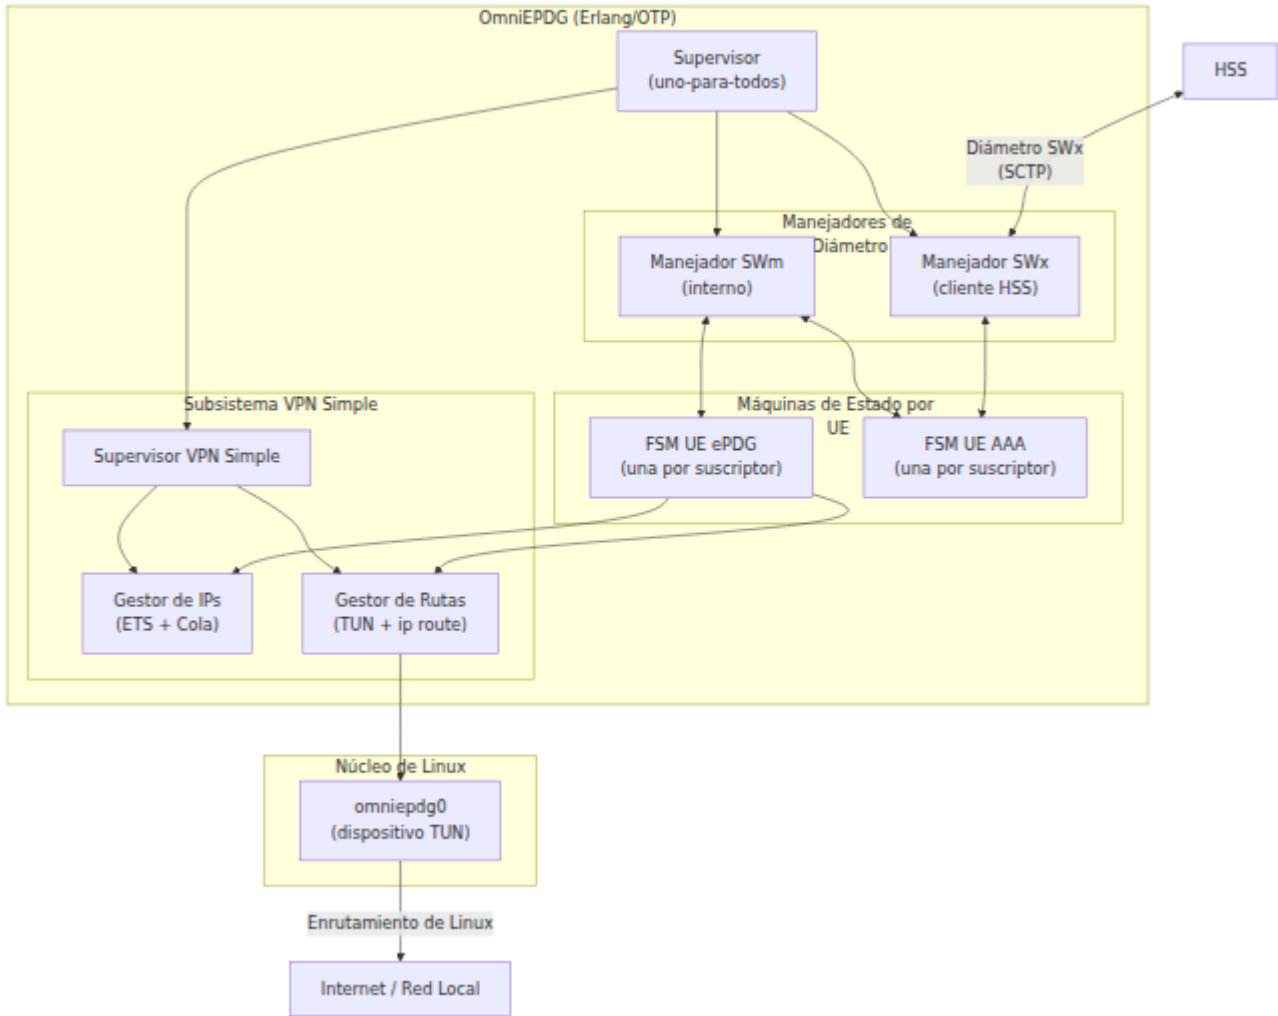 OmniEPDG (Erlang/OTP)
Supervisor
(uno-para-todos)
HSS
Diámetro SWx
(SCTP)
Manejadores de
Diámetro
Manejador SWm
(interno)
Manejador SWx
(cliente HSS)
Subsistema VPN Simple
Máquinas de Estado por
UE
Supervisor VPN Simple
FSM UE ePDG
(una por suscriptor)
FSM UE AAA
(una por suscriptor)
Gestor de IPs
(ETS + Cola)
Gestor de Rutas
(TUN + ip route)
Núcleo de Linux
omniepdg0
(dispositivo TUN)
Enrutamiento de Linux
Internet / Red Local